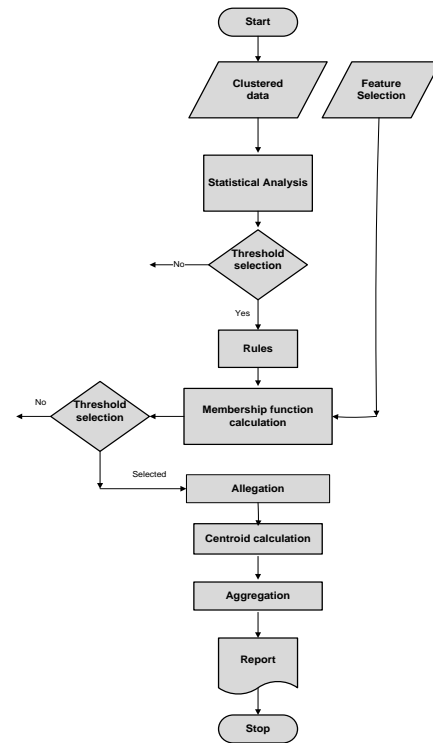 Start
Clustered
data
Feature
Selection
Statistical Analysis
Threshold
selection
No
Yes
Rules
Membership function
calculation
Threshold
selection
No
Selected
Allegation
Centroid calculation
Aggregation
Report
Stop